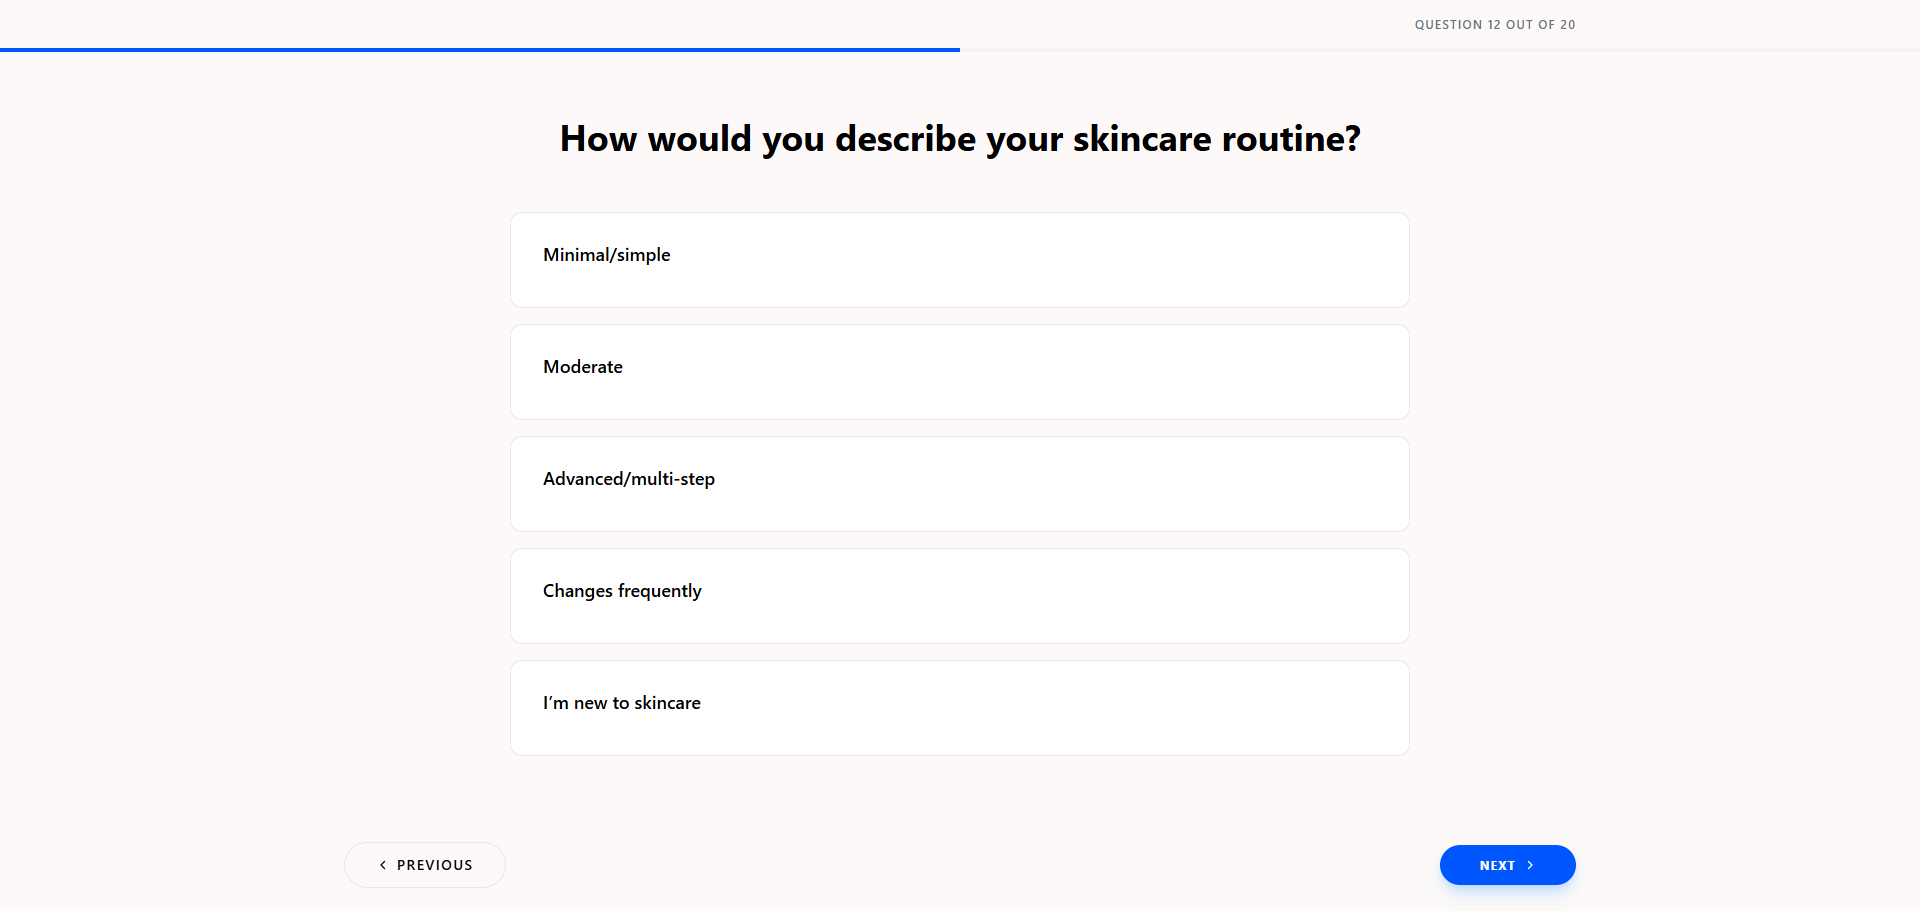 QUESTION 12 OUT OF 20
How would you describe your skincare routine?
Minimal/simple
Moderate
Advanced/multi-step
Changes frequently
I’m new to skincare
PREVIOUS
NEXT